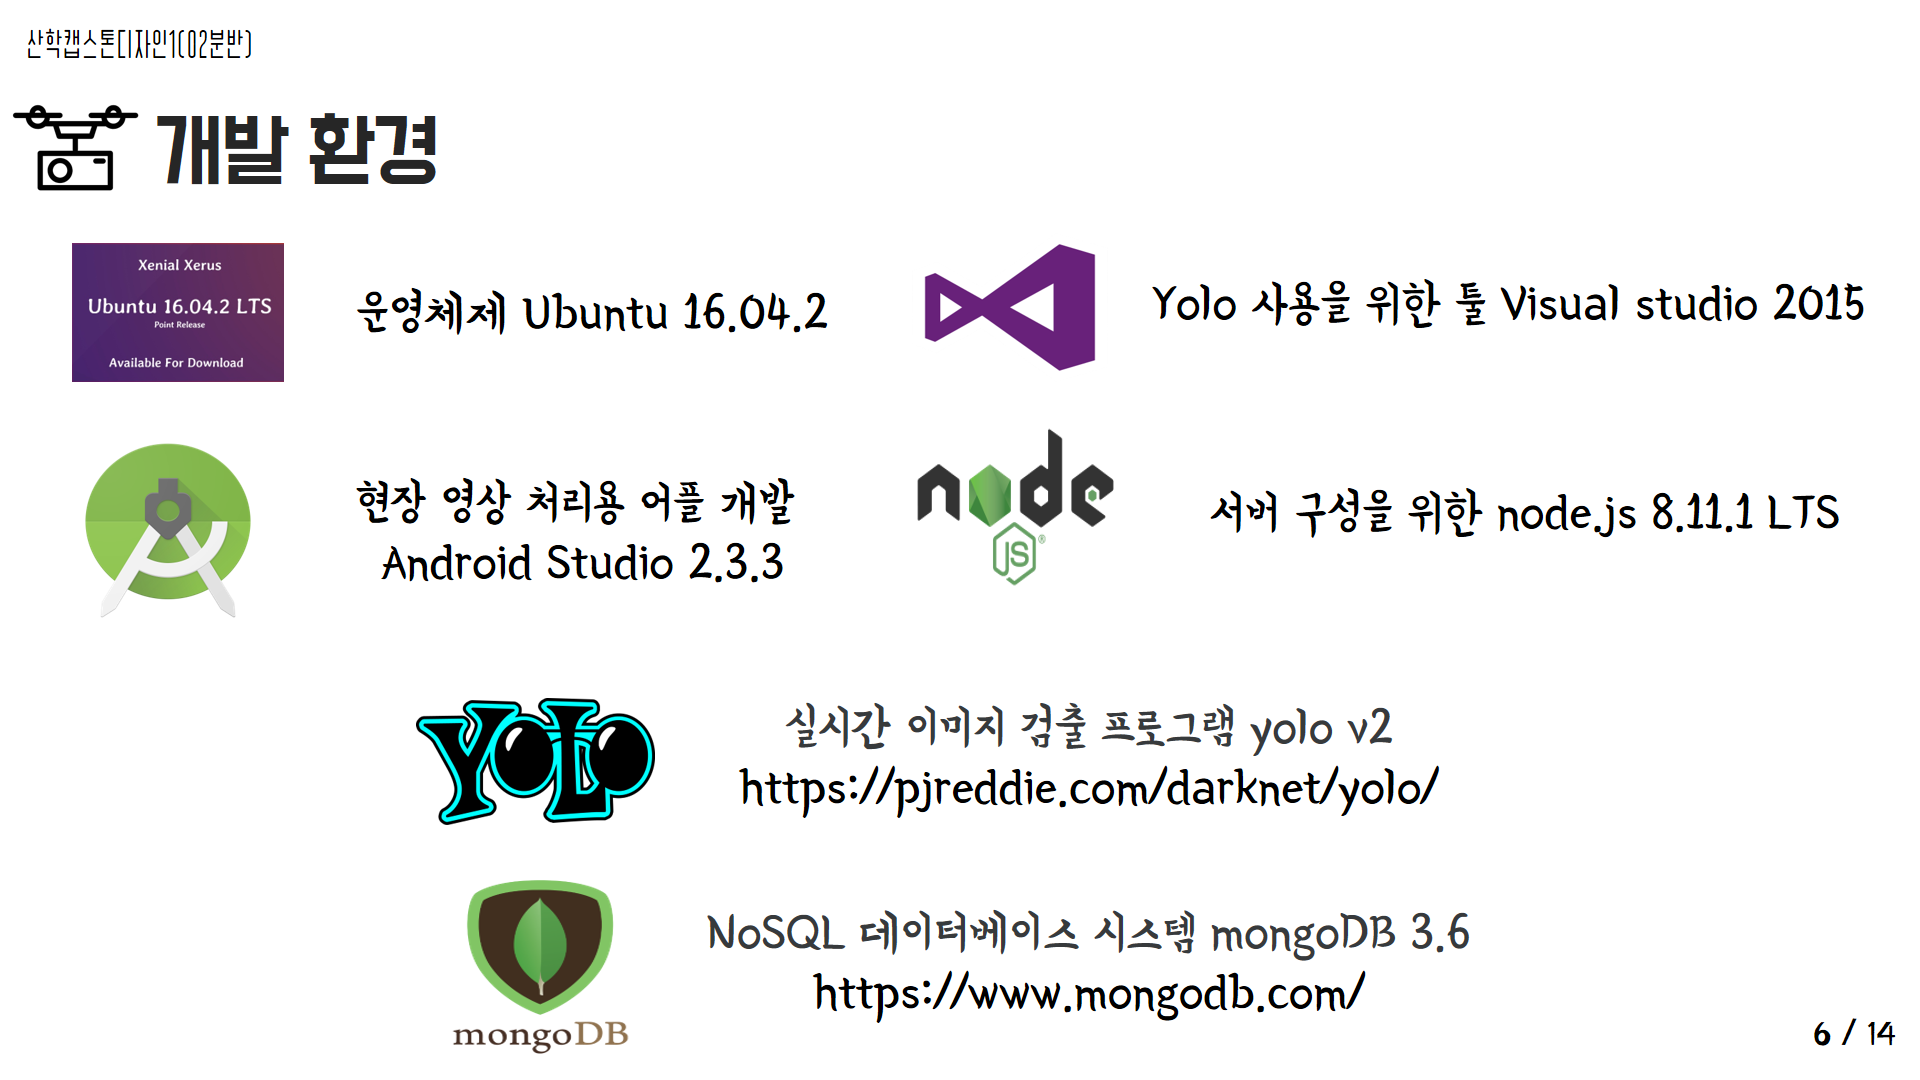 산학캡스톤디자인1(02분반)
개발 환경
Xenial Xerus
Ubuntu 16.04.2 LTS
Point Release
Available For Download
운영체제 Ubuntu 16.04.2
Yolo 사용을 위한 툴 Visual studio 2015
현장 영상 처리용 어플 개발
Android Studio 2.3.3
node
JS®
서버 구성을 위한 node.js 8.11.1 LTS
YOLO
실시간 이미지 검출 프로그램 yolo v2
https://pjreddie.com/darknet/yolo/
mongoDB
NoSQL 데이터베이스 시스템 mongoDB 3.6
https://www.mongodb.com/
6 / 14